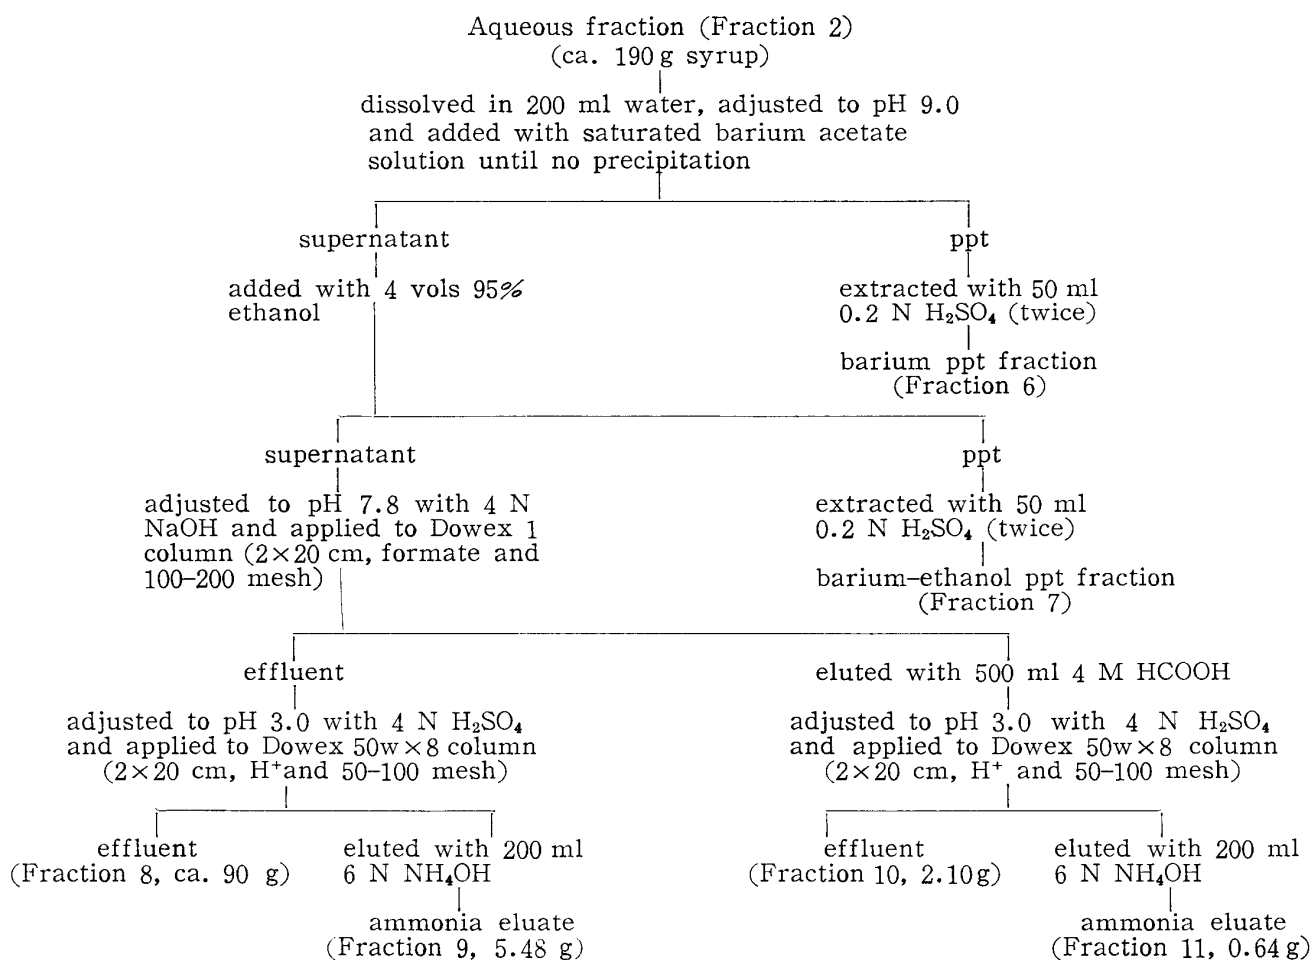 Aqueous fraction (Fraction 2)
(ca. 190 g syrup)
dissolved in 200 ml water, adjusted to pH 9.0
and added with saturated barium acetate
solution until no precipitation
supernatant
ppt
added with 4 vols 95%
ethanol
extracted with 50 ml
0.2 N H₂SO₄ (twice)
barium ppt fraction
(Fraction 6)
supernatant
ppt
adjusted to pH 7.8 with 4 N
NaOH and applied to Dowex 1
column (2×20 cm, formate and
100–200 mesh)
extracted with 50 ml
0.2 N H₂SO₄ (twice)
barium–ethanol ppt fraction
(Fraction 7)
effluent
eluted with 500 ml 4 M HCOOH
adjusted to pH 3.0 with 4 N H₂SO₄
and applied to Dowex 50w×8 column
(2×20 cm, H⁺and 50–100 mesh)
adjusted to pH 3.0 with 4 N H₂SO₄
and applied to Dowex 50w×8 column
(2×20 cm, H⁺ and 50–100 mesh)
effluent
(Fraction 8, ca. 90 g)
eluted with 200 ml
6 N NH₄OH
ammonia eluate
(Fraction 9, 5.48 g)
effluent
(Fraction 10, 2.10 g)
eluted with 200 ml
6 N NH₄OH
ammonia eluate
(Fraction 11, 0.64 g)